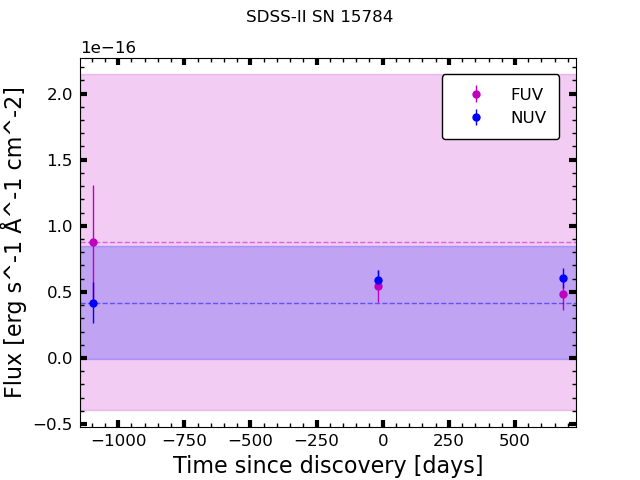 SDSS-II SN 15784
1e−16
FUV
NUV
2.0
1.5
1.0
0.5
0.0
−0.5
Flux [erg s^-1 Å^-1 cm^-2]
−1000 −750 −500 −250 0 250 500
Time since discovery [days]